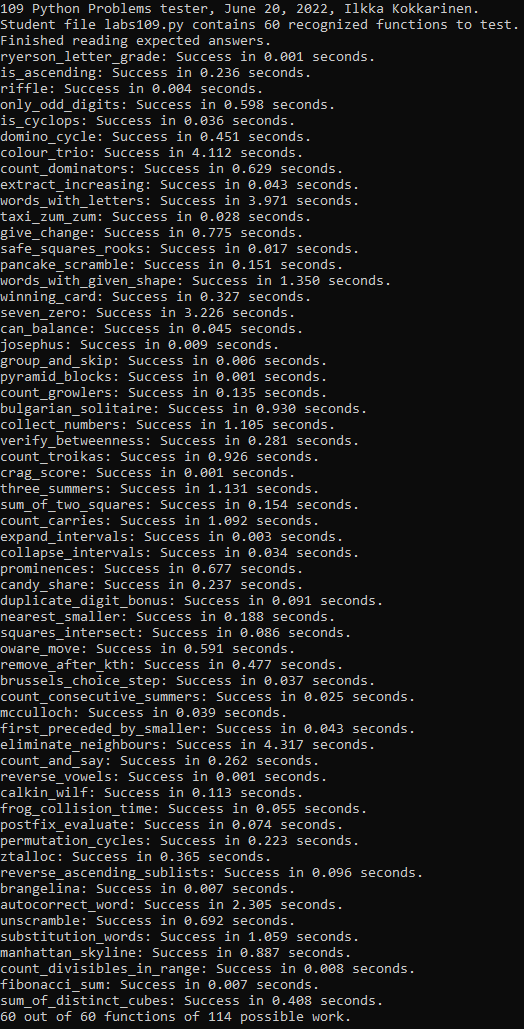 109 Python Problems tester, June 20, 2022, Ilkka Kokkarinen.
Student file labs109.py contains 60 recognized functions to test.
Finished reading expected answers.
ryerson_letter_grade: Success in 0.001 seconds.
is_ascending: Success in 0.236 seconds.
riffle: Success in 0.004 seconds.
only_odd_digits: Success in 0.598 seconds.
is_cyclops: Success in 0.036 seconds.
domino_cycle: Success in 0.451 seconds.
colour_trio: Success in 4.112 seconds.
count_dominators: Success in 0.629 seconds.
extract_increasing: Success in 0.043 seconds.
words_with_letters: Success in 3.971 seconds.
taxi_zum_zum: Success in 0.028 seconds.
give_change: Success in 0.775 seconds.
safe_squares_rooks: Success in 0.017 seconds.
pancake_scramble: Success in 0.151 seconds.
words_with_given_shape: Success in 1.350 seconds.
winning_card: Success in 0.327 seconds.
seven_zero: Success in 3.226 seconds.
can_balance: Success in 0.045 seconds.
josephus: Success in 0.009 seconds.
group_and_skip: Success in 0.006 seconds.
pyramid_blocks: Success in 0.001 seconds.
count_growlers: Success in 0.135 seconds.
bulgarian_solitaire: Success in 0.930 seconds.
collect_numbers: Success in 1.105 seconds.
verify_betweenness: Success in 0.281 seconds.
count_troikas: Success in 0.926 seconds.
crag_score: Success in 0.001 seconds.
three_summers: Success in 1.131 seconds.
sum_of_two_squares: Success in 0.154 seconds.
count_carries: Success in 1.092 seconds.
expand_intervals: Success in 0.003 seconds.
collapse_intervals: Success in 0.034 seconds.
prominences: Success in 0.677 seconds.
candy_share: Success in 0.237 seconds.
duplicate_digit_bonus: Success in 0.091 seconds.
nearest_smaller: Success in 0.188 seconds.
squares_intersect: Success in 0.086 seconds.
oware_move: Success in 0.591 seconds.
remove_after_kth: Success in 0.477 seconds.
brussels_choice_step: Success in 0.037 seconds.
count_consecutive_summers: Success in 0.025 seconds.
mcculloch: Success in 0.039 seconds.
first_preceded_by_smaller: Success in 0.043 seconds.
eliminate_neighbours: Success in 4.317 seconds.
count_and_say: Success in 0.262 seconds.
reverse_vowels: Success in 0.001 seconds.
calkin_wilf: Success in 0.113 seconds.
frog_collision_time: Success in 0.055 seconds.
postfix_evaluate: Success in 0.074 seconds.
permutation_cycles: Success in 0.223 seconds.
ztalloc: Success in 0.365 seconds.
reverse_ascending_sublists: Success in 0.096 seconds.
brangelina: Success in 0.007 seconds.
autocorrect_word: Success in 2.305 seconds.
unscramble: Success in 0.692 seconds.
substitution_words: Success in 1.059 seconds.
manhattan_skyline: Success in 0.887 seconds.
count_divisibles_in_range: Success in 0.008 seconds.
fibonacci_sum: Success in 0.007 seconds.
sum_of_distinct_cubes: Success in 0.408 seconds.
60 out of 60 functions of 114 possible work.